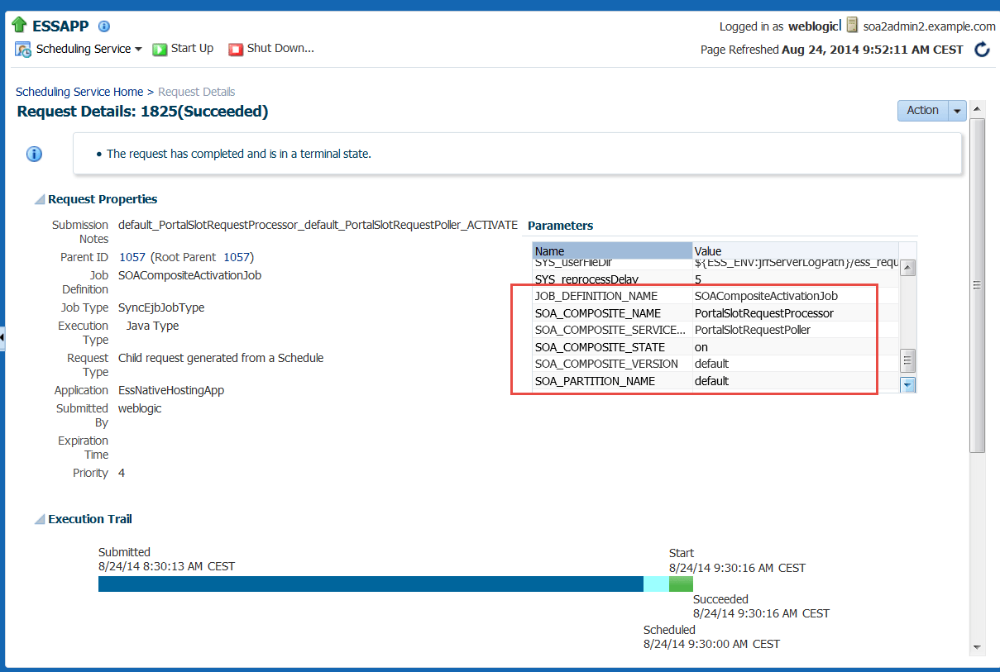 ESSAPP
Logged in as weblogic soa2admin2.example.com
Scheduling Service Start Up Shut Down...
Page Refreshed Aug 24, 2014 9:52:11 AM CEST
Scheduling Service Home > Request Details
Request Details: 1825(Succeeded)
Action
• The request has completed and is in a terminal state.
Request Properties
Submission Notes default_PortalSlotRequestProcessor_default_PortalSlotRequestPoller_ACTIVATE
Parent ID 1057 (Root Parent 1057)
Job Definition SOACompositeActivationJob
Job Type SyncEjbJobType
Execution Type Java Type
Request Type Child request generated from a Schedule
Application EssNativeHostingApp
Submitted By weblogic
Expiration Time
Priority 4
Parameters
Name Value
SYS_userFileDir ${ESS_ENV:jrfServerLogPath}/ess_requ
SYS_reprocessDelay 5
JOB_DEFINITION_NAME SOACompositeActivationJob
SOA_COMPOSITE_NAME PortalSlotRequestProcessor
SOA_COMPOSITE_SERVICE... PortalSlotRequestPoller
SOA_COMPOSITE_STATE on
SOA_COMPOSITE_VERSION default
SOA_PARTITION_NAME default
Execution Trail
Submitted
8/24/14 8:30:13 AM CEST
Start
8/24/14 9:30:16 AM CEST
Succeeded
8/24/14 9:30:16 AM CEST
Scheduled
8/24/14 9:30:00 AM CEST